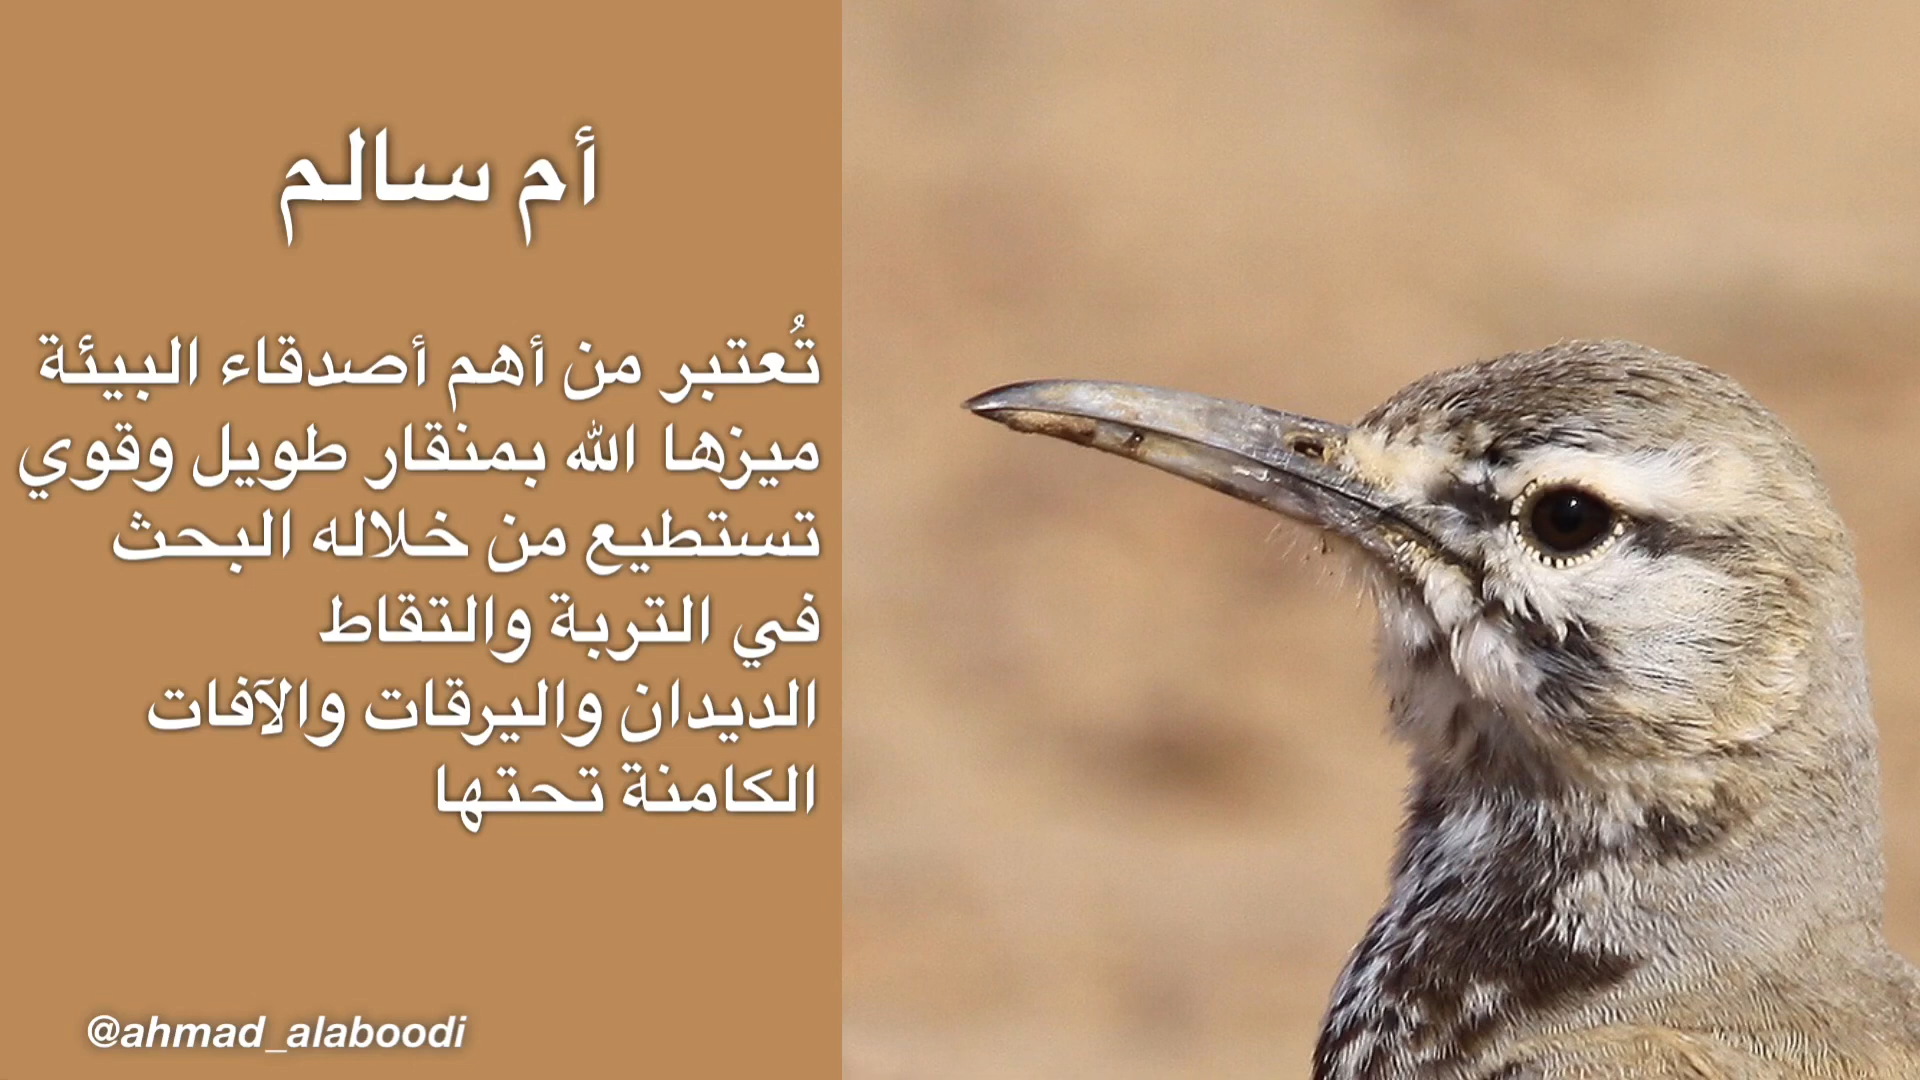 أم سالم
تُعتبر من أهم أصدقاء البيئة
ميزها الله بمنقار طويل وقوي
تستطيع من خلاله البحث
في التربة والتقاط
الديدان واليرقات والآفات
الكامنة تحتها
@ahmad_alaboodi